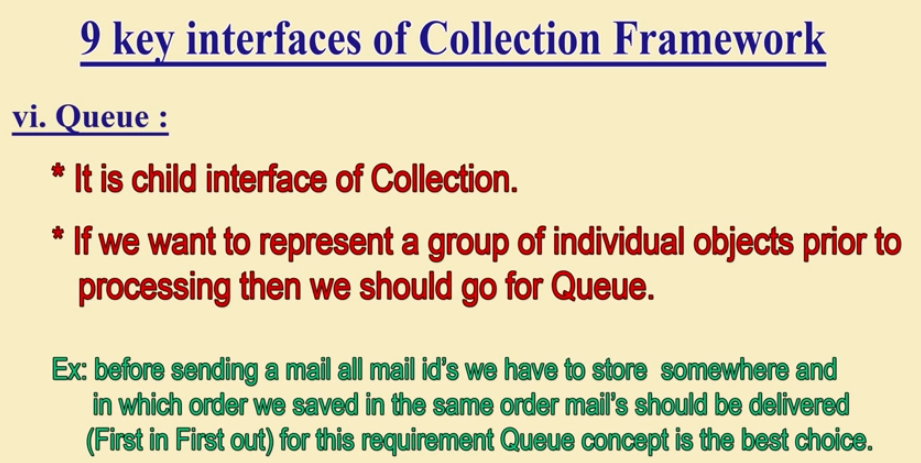 9 key interfaces of Collection Framework
vi. Queue :
* It is child interface of Collection.
* If we want to represent a group of individual objects prior to
processing then we should go for Queue.
Ex: before sending a mail all mail id's we have to store somewhere and
in which order we saved in the same order mail's should be delivered
(First in First out) for this requirement Queue concept is the best choice.